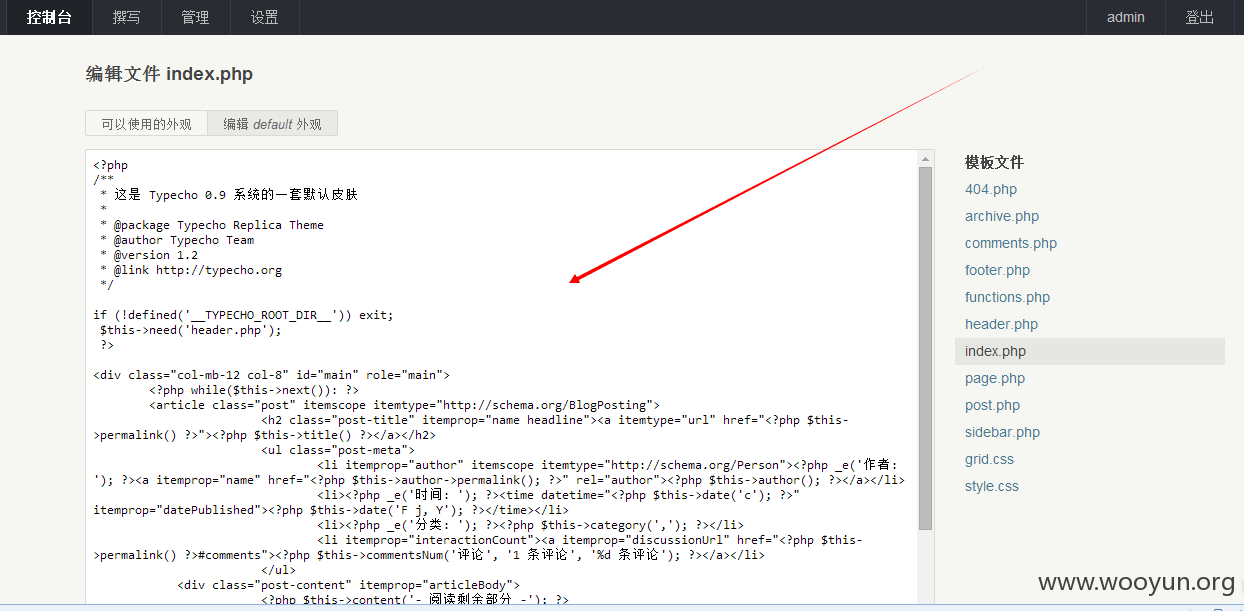 控制台 撰写 管理 设置 admin 登出
编辑文件 index.php
可以使用的外观 编辑 default 外观
<?php
/**
 * 这是 Typecho 0.9 系统的一套默认皮肤
 *
 * @package Typecho Replica Theme
 * @author Typecho Team
 * @version 1.2
 * @link http://typecho.org
 */
if (!defined('__TYPECHO_ROOT_DIR__')) exit;
 $this->need('header.php');
 ?>
<div class="col-mb-12 col-8" id="main" role="main">
        <?php while($this->next()): ?>
        <article class="post" itemscope itemtype="http://schema.org/BlogPosting">
                        <h2 class="post-title" itemprop="name headline"><a itemtype="url" href="<?php $this-
>permalink() ?>"><?php $this->title() ?></a></h2>
                        <ul class="post-meta">
                                <li itemprop="author" itemscope itemtype="http://schema.org/Person"><?php _e('作者:
'); ?><a itemprop="name" href="<?php $this->author->permalink(); ?>" rel="author"><?php $this->author(); ?></a></li>
                                <li><?php _e('时间: '); ?><time datetime="<?php $this->date('c'); ?>"
itemprop="datePublished"><?php $this->date('F j, Y'); ?></time></li>
                                <li><?php _e('分类: '); ?><?php $this->category(','); ?></li>
                                <li itemprop="interactionCount"><a itemprop="discussionUrl" href="<?php $this-
>permalink() ?>#comments"><?php $this->commentsNum('评论', '1 条评论', '%d 条评论'); ?></a></li>
                        </ul>
            <div class="post-content" itemprop="articleBody">
                        <?php $this->content('- 阅读剩余部分 -'); ?>
模板文件
404.php
archive.php
comments.php
footer.php
functions.php
header.php
index.php
page.php
post.php
sidebar.php
grid.css
style.css
www.wooyun.org